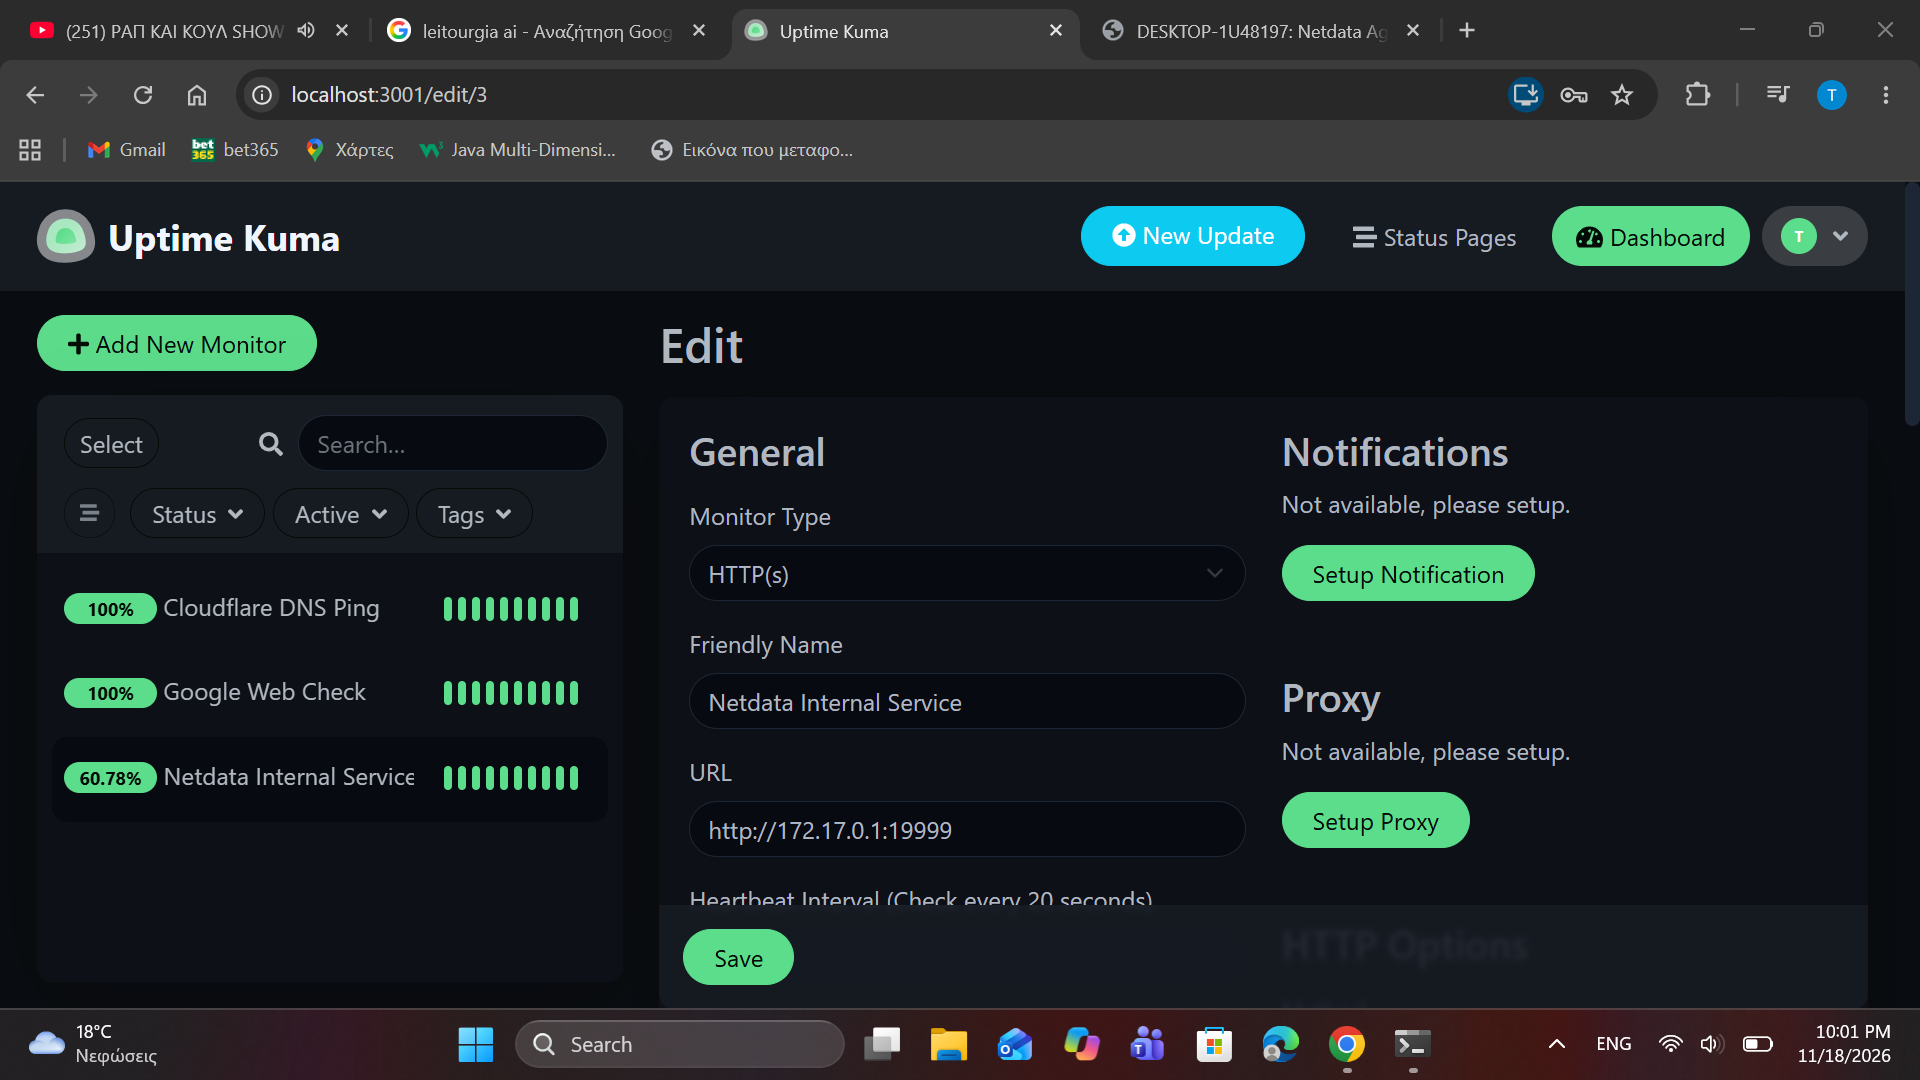 (251) ΡΑΠ ΚΑΙ ΚΟΥΛ SHOW
leitourgia ai - Αναζήτηση Goog
Uptime Kuma
DESKTOP-1U48197: Netdata Ag
localhost:3001/edit/3
T
Gmail
bet365
bet365
Χάρτες
Java Multi-Dimensi...
Εικόνα που μεταφο...
Uptime Kuma
New Update
Status Pages
Dashboard
T
Add New Monitor
Edit
Select
Search...
Status
Active
Tags
100% Cloudflare DNS Ping
100% Google Web Check
60.78% Netdata Internal Service
General
Monitor Type
HTTP(s)
Friendly Name
Netdata Internal Service
URL
http://172.17.0.1:19999
Heartbeat Interval (Check every 20 seconds)
Save
Notifications
Not available, please setup.
Setup Notification
Proxy
Not available, please setup.
Setup Proxy
HTTP Options
18°C
Νεφώσεις
Search
ENG
10:01 PM
11/18/2026